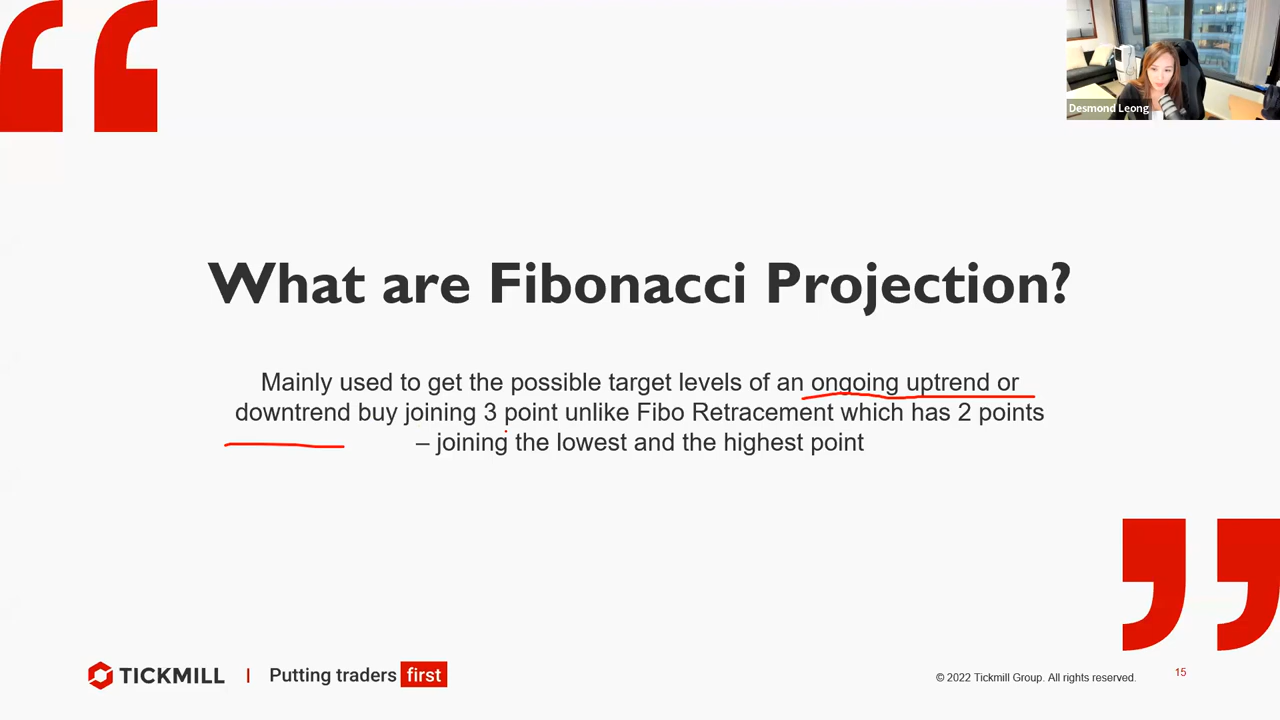 Desmond Leong
What are Fibonacci Projection?
Mainly used to get the possible target levels of an ongoing uptrend or
downtrend buy joining 3 point unlike Fibo Retracement which has 2 points
– joining the lowest and the highest point
TICKMILL | Putting traders first
© 2022 Tickmill Group. All rights reserved.
15